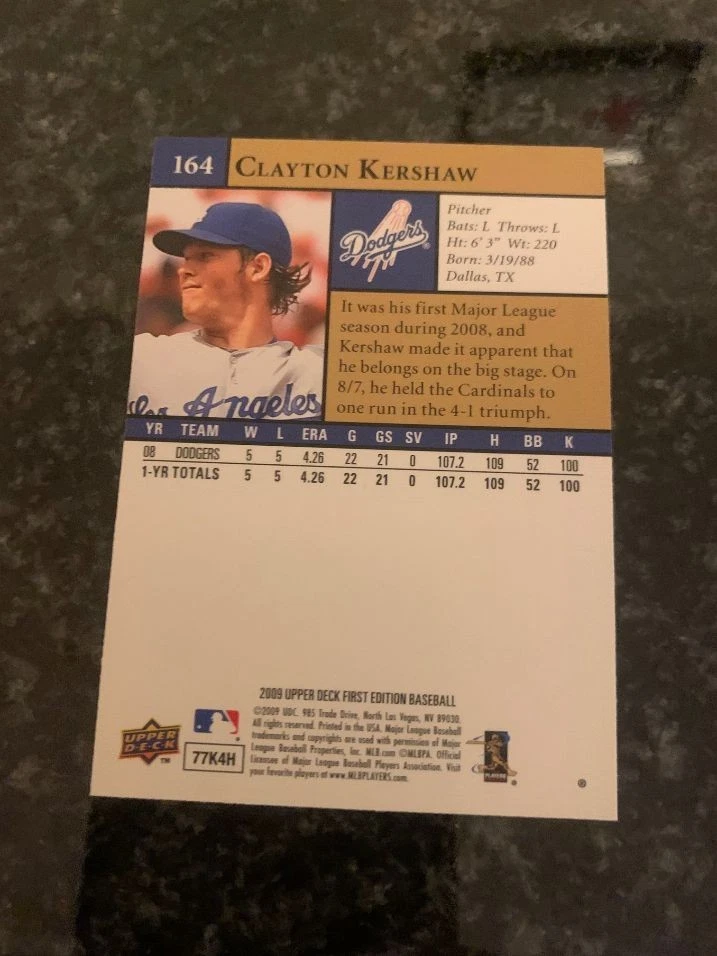 164 CLAYTON KERSHAW
Dodgers®
Pitcher
Bats: L Throws: L
Ht: 6' 3" Wt: 220
Born: 3/19/88
Dallas, TX
Los Angeles
It was his first Major League
season during 2008, and
Kershaw made it apparent that
he belongs on the big stage. On
8/7, he held the Cardinals to
one run in the 4-1 triumph.
YR TEAM W L ERA G GS SV IP H BB K
08 DODGERS 5 5 4.26 22 21 0 107.2 109 52 100
1-YR TOTALS 5 5 4.26 22 21 0 107.2 109 52 100
2009 UPPER DECK FIRST EDITION BASEBALL
©2009 UDC. 985 Trade Drive, North Las Vegas, NV 89030.
All rights reserved. Printed in the USA. Major League Baseball
trademarks and copyrights are used with permission of Major
League Baseball Properties, Inc. MLB.com ©MLBPA. Official
Licensee of Major League Baseball Players Association. Visit
your favorite players at www.MLBPLAYERS.com.
UPPER
D·E·C·K
TM
77K4H
PLAYERS